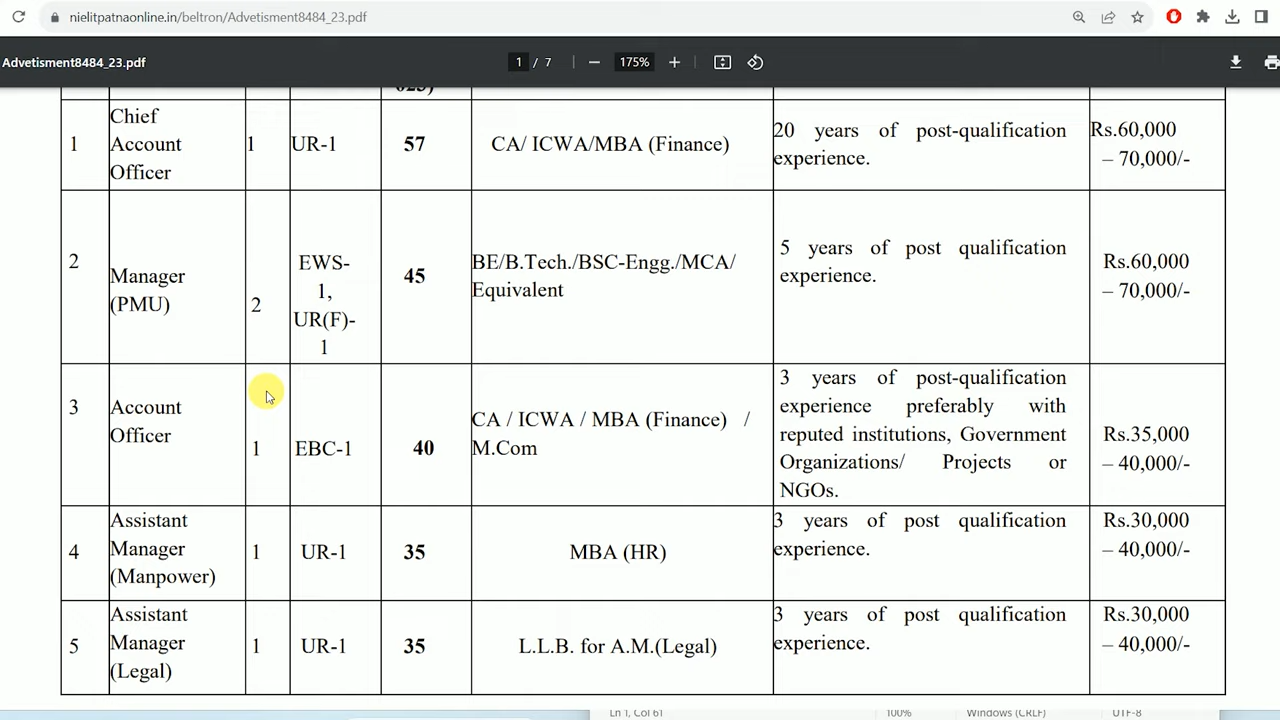 nielitpatnaonline.in/beltron/Advetisment8484_23.pdf
Advetisment8484_23.pdf
1 / 7
175%
1
Chief
Account
Officer
1
UR-1
57
CA/ ICWA/MBA (Finance)
20 years of post-qualification
experience.
Rs.60,000
– 70,000/-
2
Manager
(PMU)
2
EWS-
1,
UR(F)-
1
45
BE/B.Tech./BSC-Engg./MCA/
Equivalent
5 years of post qualification
experience.
Rs.60,000
– 70,000/-
3
Account
Officer
1
EBC-1
40
CA / ICWA / MBA (Finance) /
M.Com
3 years of post-qualification
experience preferably with
reputed institutions, Government
Organizations/ Projects or
NGOs.
Rs.35,000
– 40,000/-
4
Assistant
Manager
(Manpower)
1
UR-1
35
MBA (HR)
3 years of post qualification
experience.
Rs.30,000
– 40,000/-
5
Assistant
Manager
(Legal)
1
UR-1
35
L.L.B. for A.M.(Legal)
3 years of post qualification
experience.
Rs.30,000
– 40,000/-
Ln 1, Col 61
100%
Windows (CRLF)
UTF-8